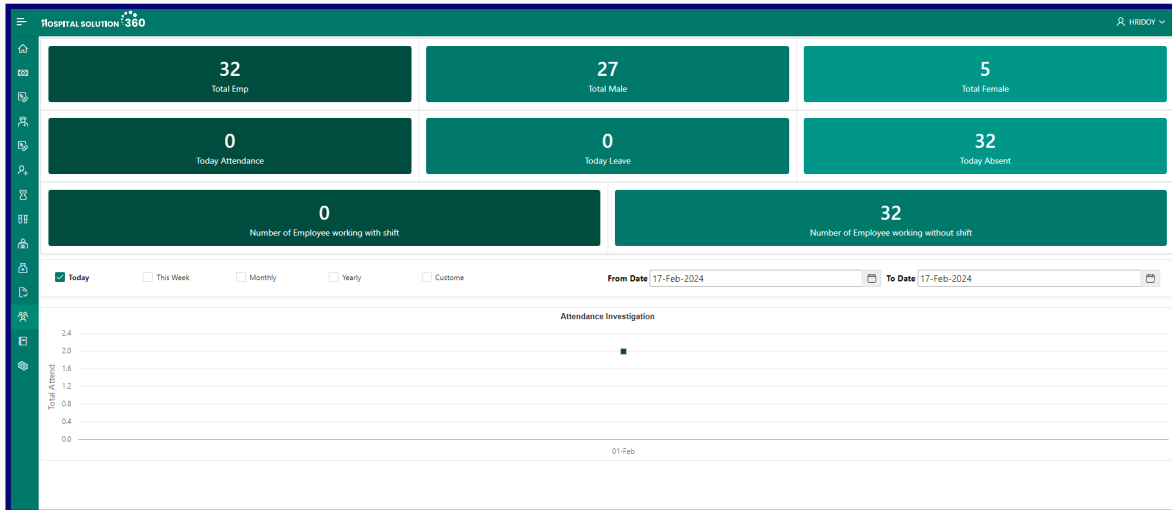 HOSPITAL SOLUTION 360
HRIDOY
32
Total Emp
27
Total Male
5
Total Female
0
Today Attendance
0
Today Leave
32
Today Absent
0
Number of Employee working with shift
32
Number of Employee working without shift
Today This Week Monthly Yearly Custome From Date 17-Feb-2024 To Date 17-Feb-2024
Attendance Investigation
Total Attend
2.4
2.0
1.6
1.2
0.8
0.4
0.0
01-Feb